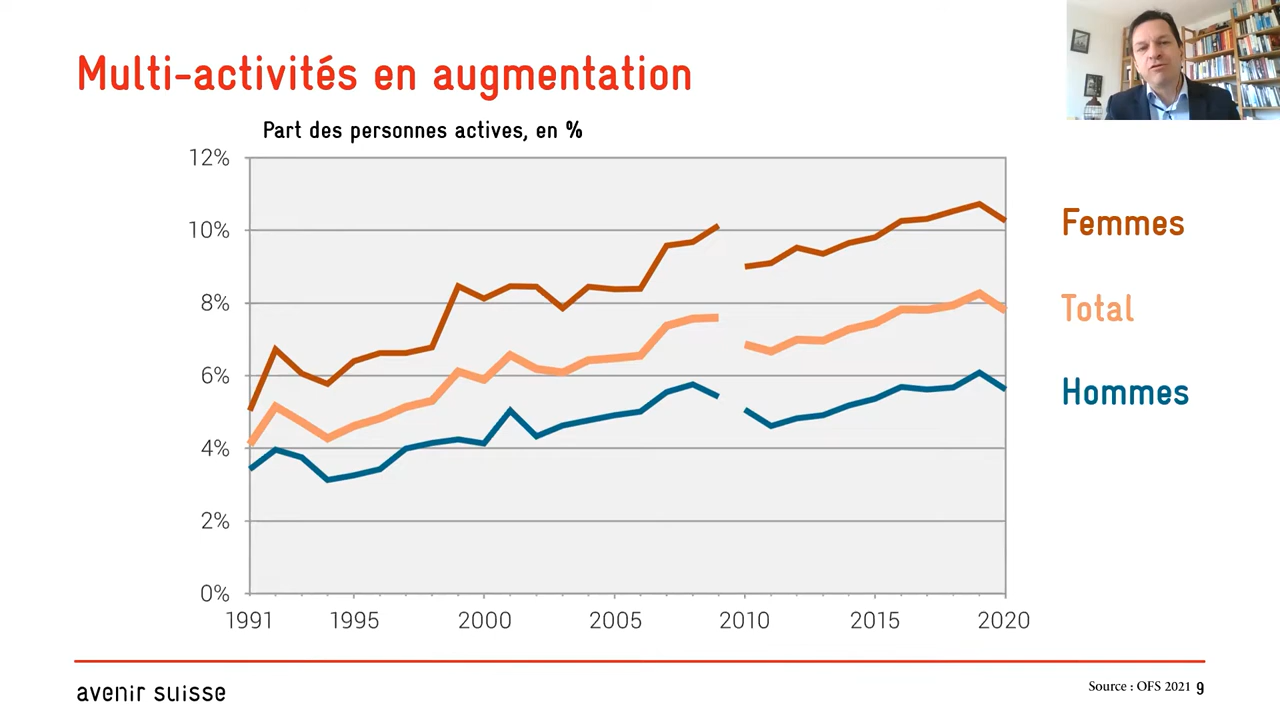 Multi-activités en augmentation
Part des personnes actives, en %
12%
10%
8%
6%
4%
2%
0%
1991 1995 2000 2005 2010 2015 2020
Femmes
Total
Hommes
avenir suisse
Source : OFS 2021 9